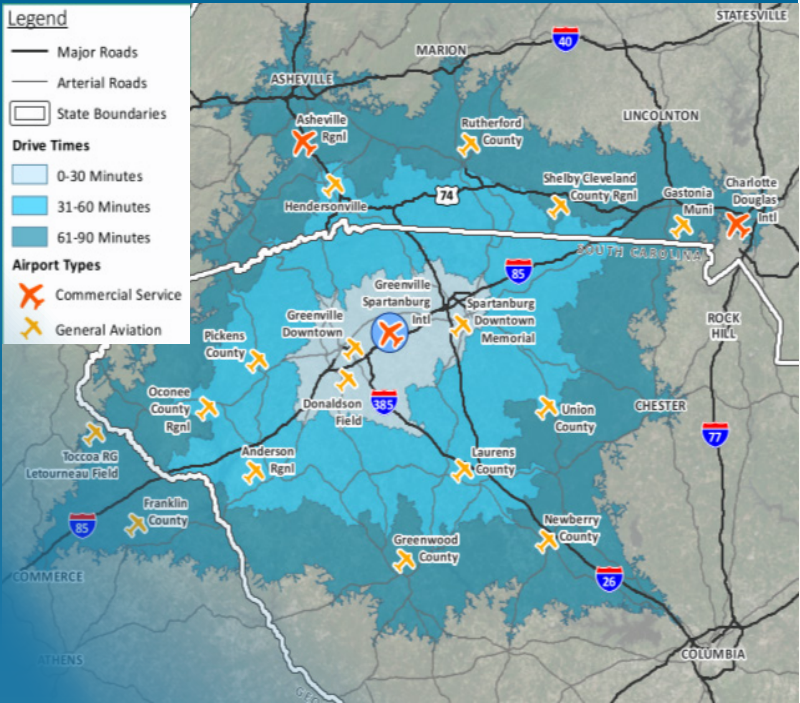 Legend
Major Roads
Arterial Roads
State Boundaries
Drive Times
0-30 Minutes
31-60 Minutes
61-90 Minutes
Airport Types
Commercial Service
General Aviation
STATESVILLE
40
MARION
ASHEVILLE
LINCOLNTON
Asheville
Rgnl
Rutherford
County
Shelby Cleveland
County Rgnl
Gastonia
Muni
Charlotte
Douglas
Intl
74
Hendersonville
SOUTH CAROLINA
85
Greenville
Spartanburg
Intl
Greenville
Downtown
Spartanburg
Downtown
Memorial
ROCK
HILL
Pickens
County
Oconee
County
Rgnl
Donaldson
Field
385
Union
County
CHESTER
77
Toccoa RG
Letourneau Field
Anderson
Rgnl
Laurens
County
Franklin
County
85
Newberry
County
Greenwood
County
26
COMMERCE
COLUMBIA
ATHENS
GEO